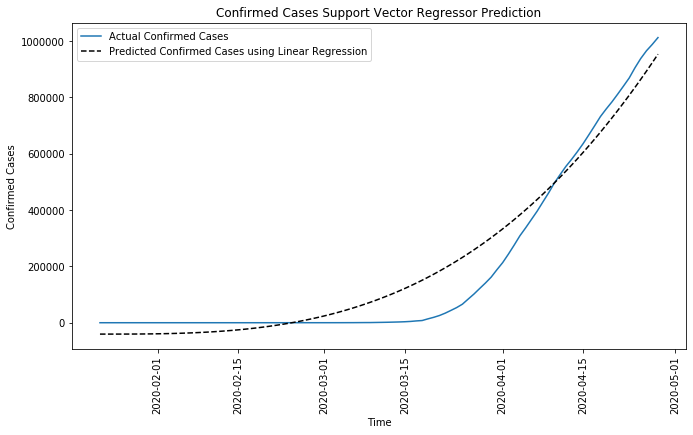 Confirmed Cases Support Vector Regressor Prediction
Actual Confirmed Cases
Predicted Confirmed Cases using Linear Regression
1000000
800000
600000
400000
200000
0
Confirmed Cases
2020-02-01
2020-02-15
2020-03-01
2020-03-15
2020-04-01
2020-04-15
2020-05-01
Time